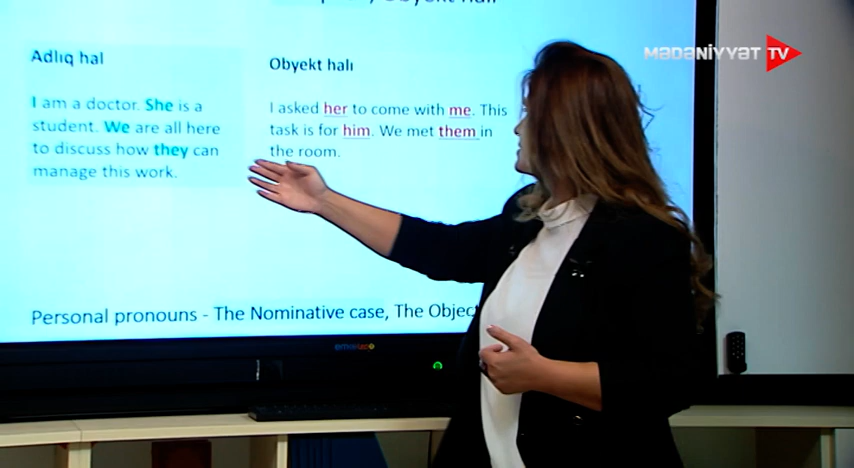 Obyekt halı
MƏDƏNİYYƏT TV
Adlıq hal
I am a doctor. She is a
student. We are all here
to discuss how they can
manage this work.
Obyekt halı
I asked her to come with me. This
task is for him. We met them in
the room.
Personal pronouns - The Nominative case, The Object